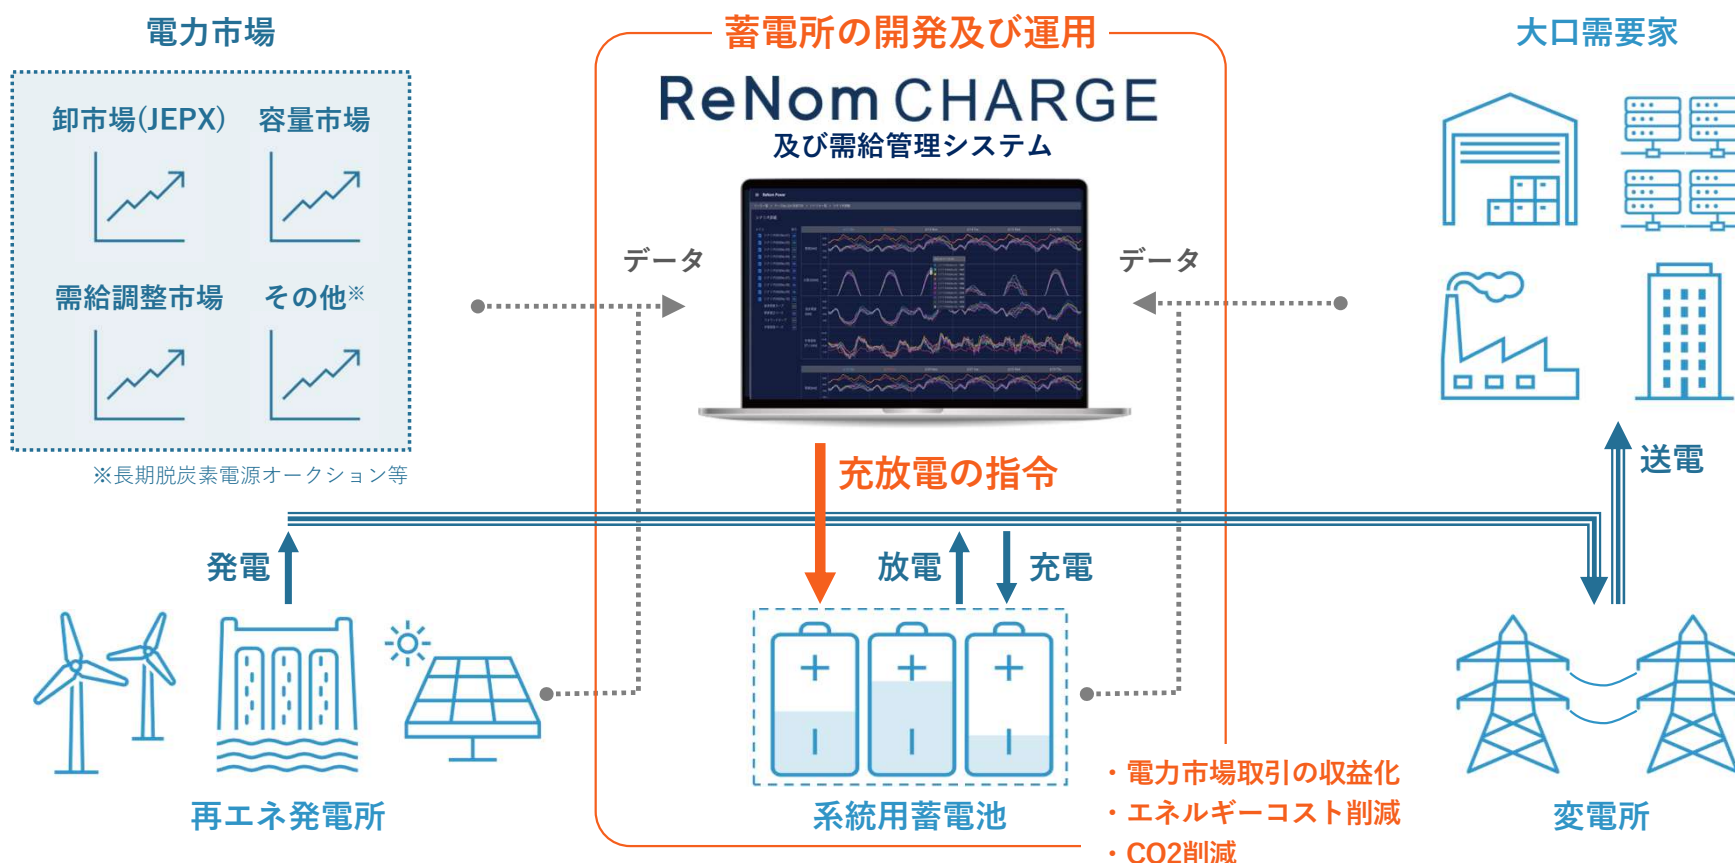 電力市場
卸市場(JEPX)
容量市場
需給調整市場
その他※
※長期脱炭素電源オークション等
蓄電所の開発及び運用
ReNom CHARGE
及び需給管理システム
ReNom Power
データ
データ
大口需要家
充放電の指令
送電
発電
放電
充電
再エネ発電所
系統用蓄電池
変電所
・電力市場取引の収益化
・エネルギーコスト削減
・CO2削減